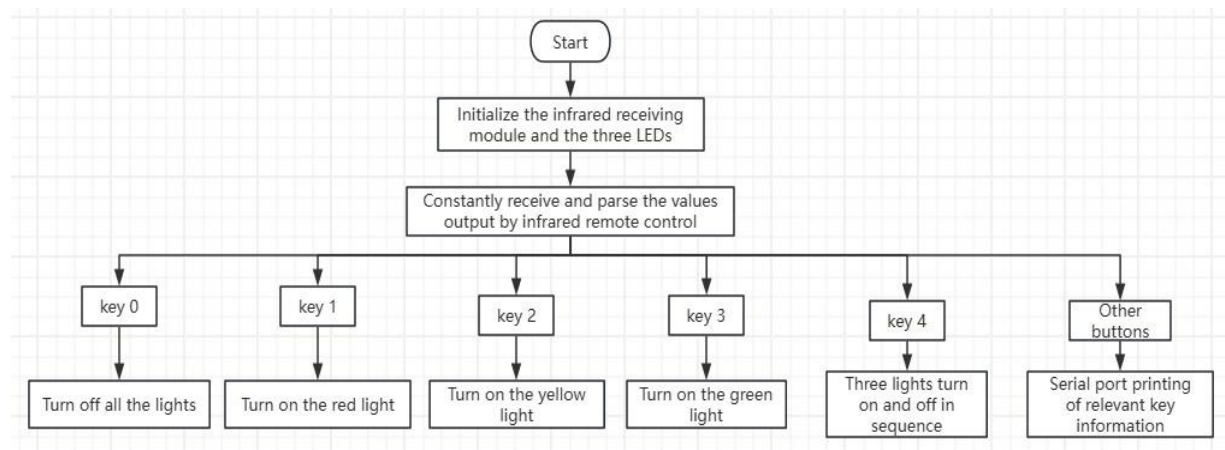 Start
Initialize the infrared receiving
module and the three LEDs
Constantly receive and parse the values
output by infrared remote control
key 0
key 1
key 2
key 3
key 4
Other
buttons
Turn off all the lights
Turn on the red light
Turn on the yellow
light
Turn on the green
light
Three lights turn
on and off in
sequence
Serial port printing
of relevant key
information